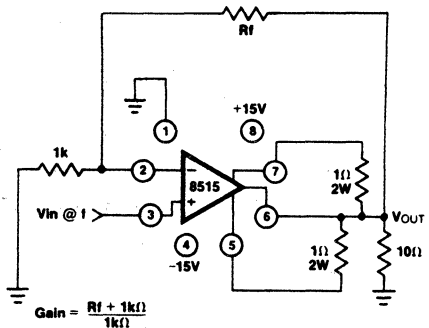 Rf
+15V
1
8
1k
2
−
8515
7
1Ω
2W
Vin @ f
3
+
6
VOUT
4
-15V
5
1Ω
2W
10Ω
Gain = Rf + 1kΩ
1kΩ